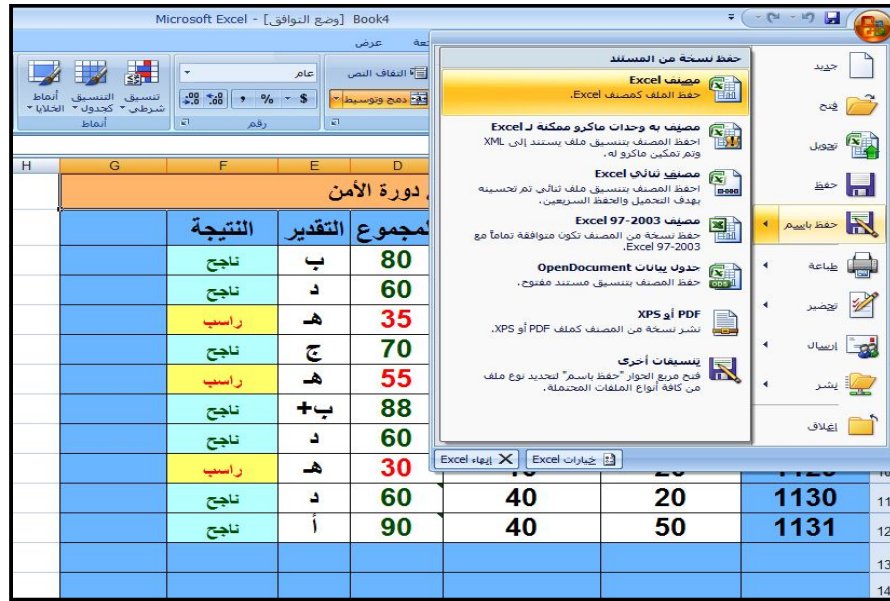 Microsoft Excel - [وضع التوافق] Book4
عرض
جديد
فتح
تحويل
حفظ
حفظ باسم
طباعة
تحضير
إرسال
نشر
إغلاق
حفظ نسخة من المستند
مصنف Excel
حفظ الملف كمصنف Excel.
مصنف به وحدات ماكرو ممكنة لـ Excel
احفظ المصنف بتنسيق ملف يستند إلى XML
وتم تمكين ماكرو له.
مصنف ثنائي Excel
احفظ المصنف بتنسيق ملف ثنائي تم تحسينه
بهدف التحميل والحفظ السريعين.
مصنف Excel 97-2003
حفظ نسخة من المصنف تكون متوافقة تماماً مع
Excel 97-2003.
جدول بيانات OpenDocument
حفظ المصنف بتنسيق مستند مفتوح.
PDF أو XPS
نشر نسخة من المصنف كملف PDF أو XPS.
تنسيقات أخرى
فتح مربع الحوار "حفظ باسم" لتحديد نوع ملف
من كافة أنواع الملفات المحتملة.
خيارات Excel
إنهاء Excel
التفاف النص
دمج وتوسيط
عام
$ %
رقم
تنسيق شرطي
التنسيق كجدول
أنماط الخلايا
أنماط
D E F G H
دورة الأمن
المجموع التقدير النتيجة
80 ب ناجح
60 د ناجح
35 هـ راسب
70 ج ناجح
55 هـ راسب
88 ب+ ناجح
60 د ناجح
30 هـ راسب
11 1130 20 40 60 د ناجح
12 1131 50 40 90 أ ناجح
13
14